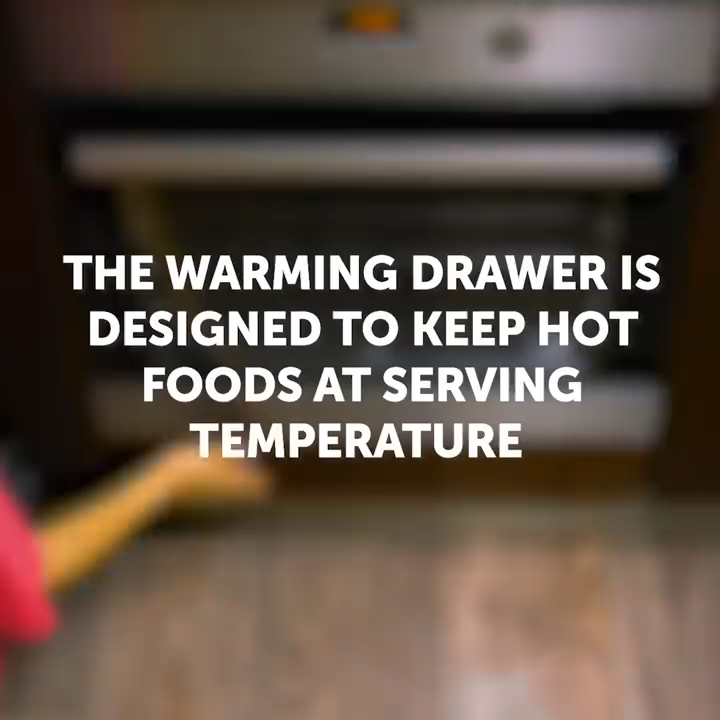 THE WARMING DRAWER IS
DESIGNED TO KEEP HOT
FOODS AT SERVING
TEMPERATURE